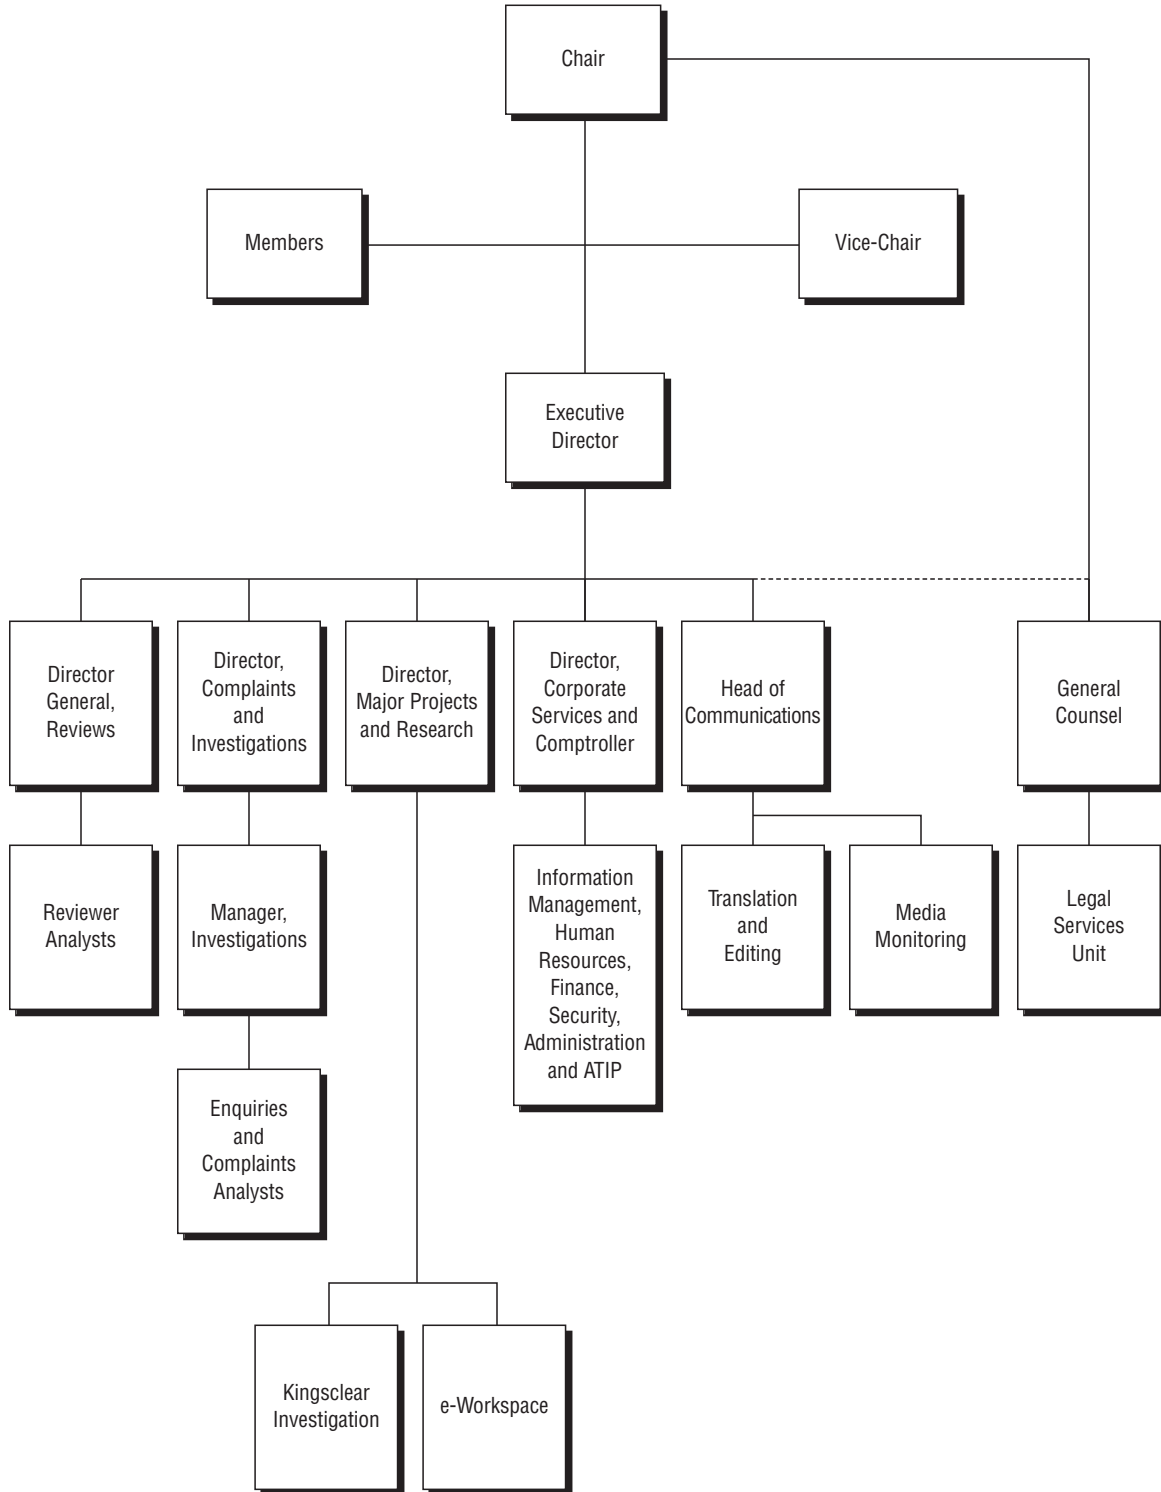 Chair
Members
Vice-Chair
Executive
Director
Director
General,
Reviews
Director,
Complaints
and
Investigations
Director,
Major Projects
and Research
Director,
Corporate
Services and
Comptroller
Head of
Communications
General
Counsel
Reviewer
Analysts
Manager,
Investigations
Information
Management,
Human
Resources,
Finance,
Security,
Administration
and ATIP
Translation
and
Editing
Media
Monitoring
Legal
Services
Unit
Enquiries
and
Complaints
Analysts
Kingsclear
Investigation
e-Workspace